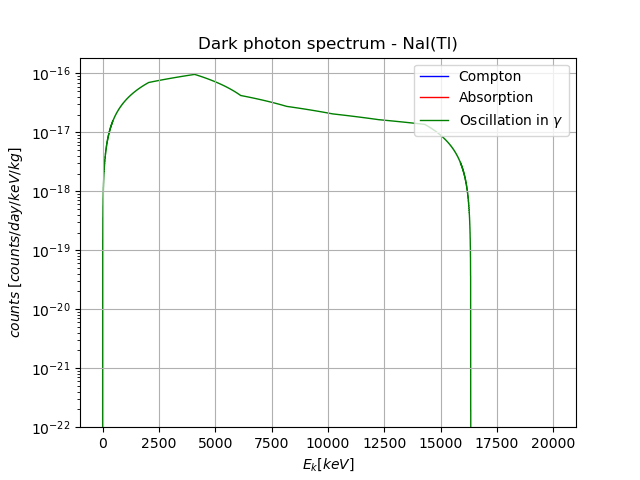 Dark photon spectrum - NaI(Tl)
Compton
Absorption
Oscillation in γ
counts [counts/day/keV/kg]
10⁻¹⁶
10⁻¹⁷
10⁻¹⁸
10⁻¹⁹
10⁻²⁰
10⁻²¹
10⁻²²
0 2500 5000 7500 10000 12500 15000 17500 20000
Eₖ[keV]